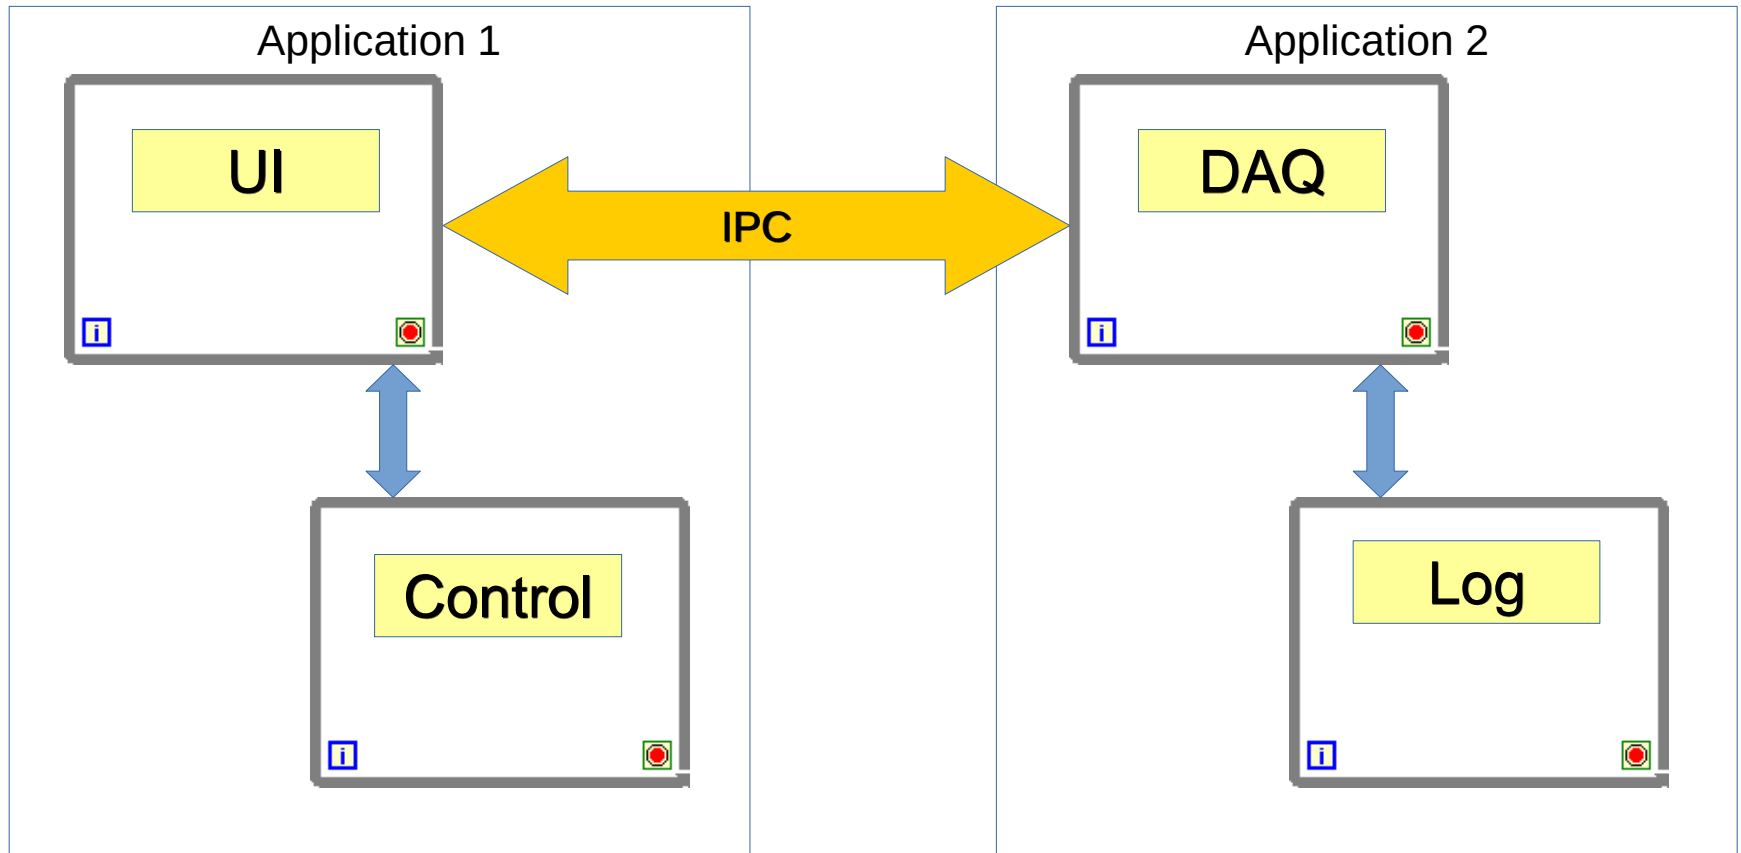 Application 1
Application 2
UI
DAQ
IPC
i
i
Control
Log
i
i